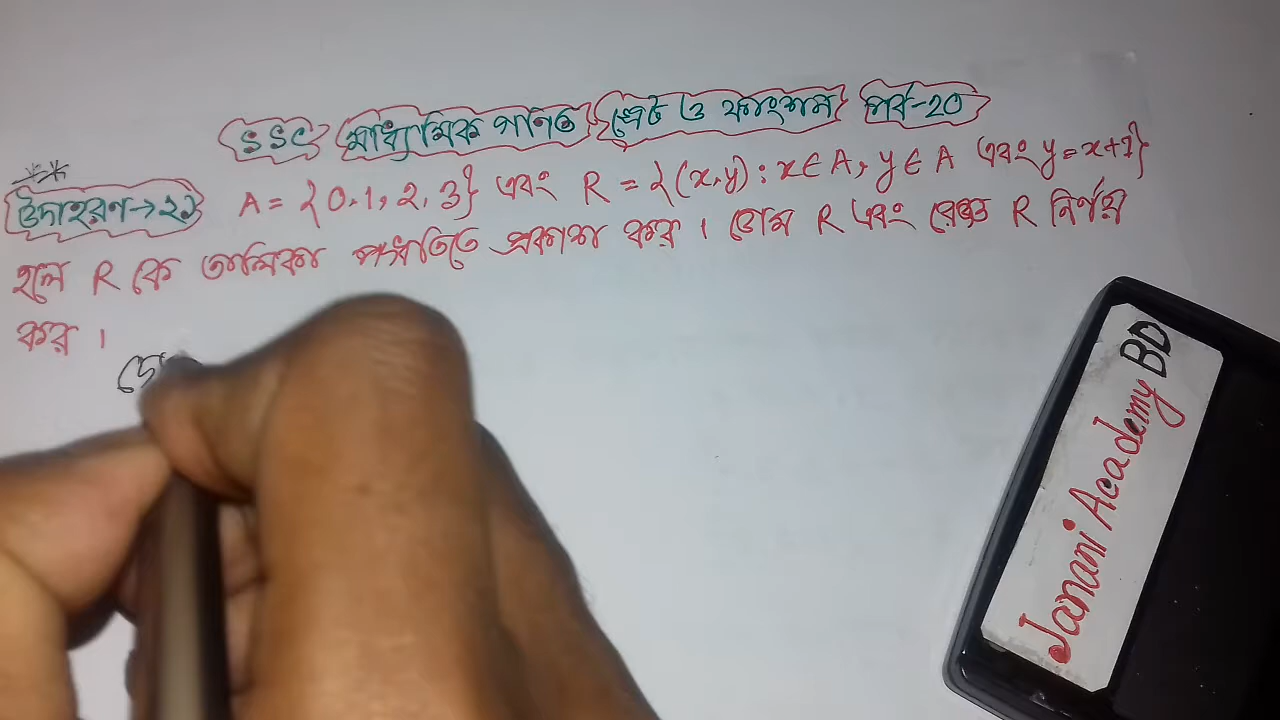 SSC মাধ্যমিক গণিত সেট ও ফাংশন পর্ব-20
উদাহরণ→২১ A = {0,1,2,3} এবং R = {(x,y): x∈A, y∈A এবং y=x+1}
হলে R কে তালিকা পদ্ধতিতে প্রকাশ কর। ডোম R এবং রেঞ্জ R নির্ণয়
কর।
Janani Academy BD